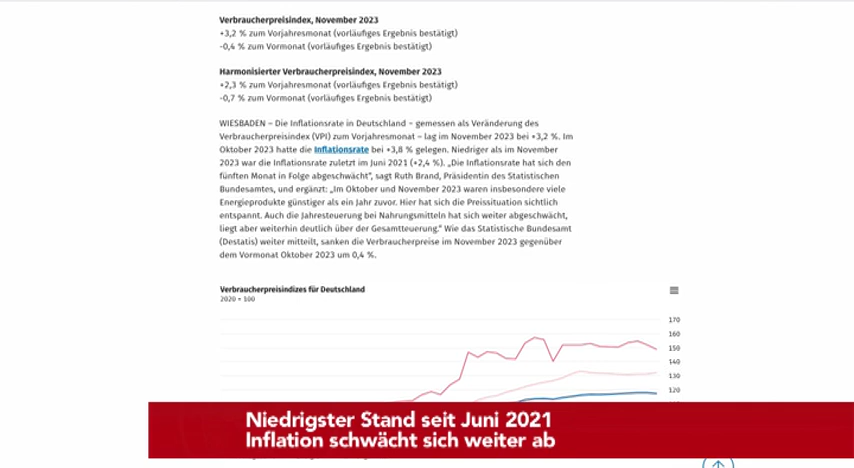 Verbraucherpreisindex, November 2023
+3,2 % zum Vorjahresmonat (vorläufiges Ergebnis bestätigt)
-0,4 % zum Vormonat (vorläufiges Ergebnis bestätigt)
Harmonisierter Verbraucherpreisindex, November 2023
+2,3 % zum Vorjahresmonat (vorläufiges Ergebnis bestätigt)
-0,7 % zum Vormonat (vorläufiges Ergebnis bestätigt)
WIESBADEN – Die Inflationsrate in Deutschland − gemessen als Veränderung des
Verbraucherpreisindex (VPI) zum Vorjahresmonat – lag im November 2023 bei +3,2 %. Im
Oktober 2023 hatte die Inflationsrate bei +3,8 % gelegen. Niedriger als im November
2023 war die Inflationsrate zuletzt im Juni 2021 (+2,4 %). „Die Inflationsrate hat sich den
fünften Monat in Folge abgeschwächt“, sagt Ruth Brand, Präsidentin des Statistischen
Bundesamtes, und ergänzt: „Im Oktober und November 2023 waren insbesondere viele
Energieprodukte günstiger als ein Jahr zuvor. Hier hat sich die Preissituation sichtlich
entspannt. Auch die Jahresteuerung bei Nahrungsmitteln hat sich weiter abgeschwächt,
liegt aber weiterhin deutlich über der Gesamtteuerung.“ Wie das Statistische Bundesamt
(Destatis) weiter mitteilt, sanken die Verbraucherpreise im November 2023 gegenüber
dem Vormonat Oktober 2023 um 0,4 %.
Verbraucherpreisindizes für Deutschland
2020 = 100
170
160
150
140
130
120
Niedrigster Stand seit Juni 2021
Inflation schwächt sich weiter ab